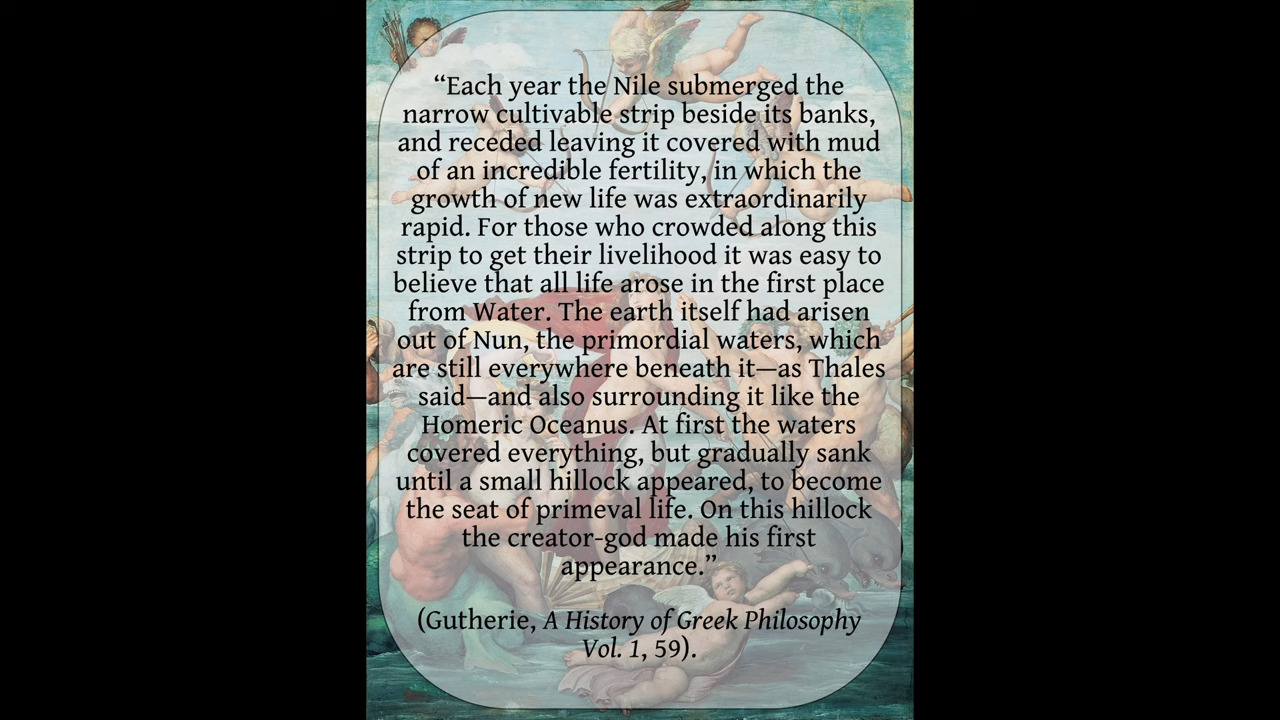 “Each year the Nile submerged the
narrow cultivable strip beside its banks,
and receded leaving it covered with mud
of an incredible fertility, in which the
growth of new life was extraordinarily
rapid. For those who crowded along this
strip to get their livelihood it was easy to
believe that all life arose in the first place
from Water. The earth itself had arisen
out of Nun, the primordial waters, which
are still everywhere beneath it—as Thales
said—and also surrounding it like the
Homeric Oceanus. At first the waters
covered everything, but gradually sank
until a small hillock appeared, to become
the seat of primeval life. On this hillock
the creator-god made his first
appearance.”
(Gutherie, A History of Greek Philosophy
Vol. 1, 59).